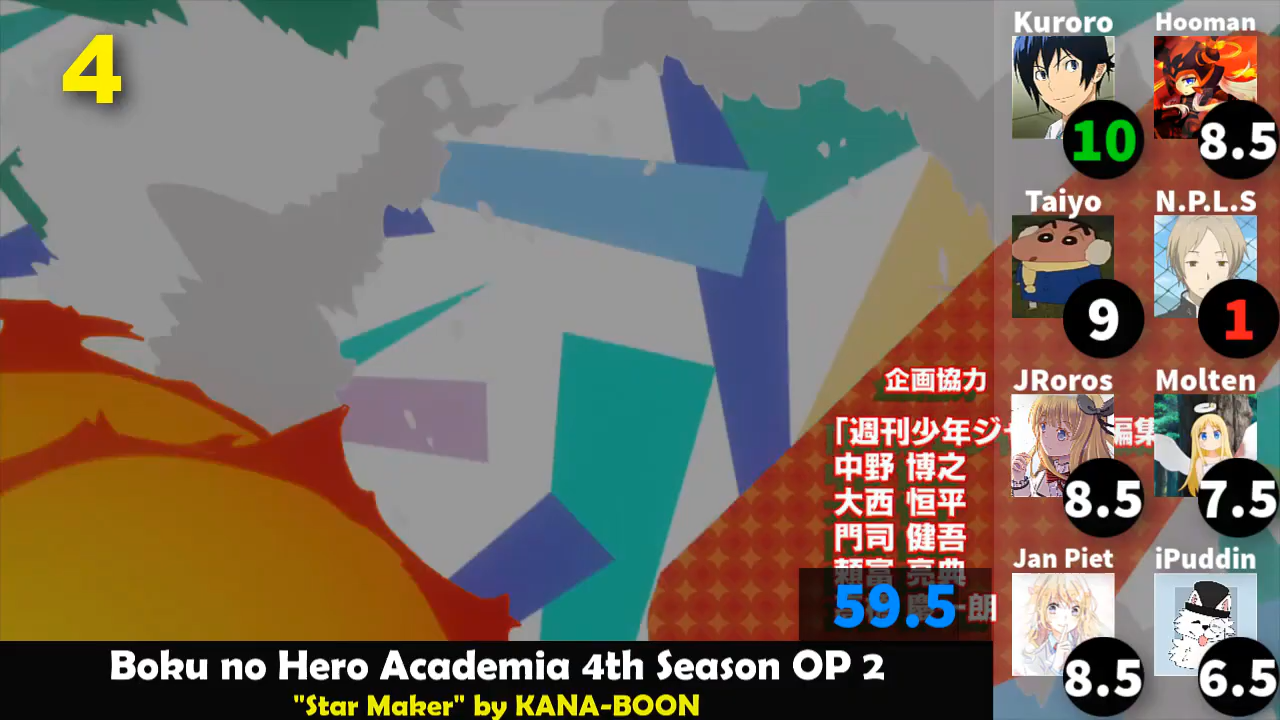 4
Kuroro
Hooman
10
8.5
Taiyo
N.P.L.S
9
1
企画協力
JRoros
Molten
「週刊少年ジ
編集
中野 博之
大西 恒平
門司 健吾
8.5
7.5
Jan Piet
iPuddin
59.5
朗
8.5
6.5
Boku no Hero Academia 4th Season OP 2
"Star Maker" by KANA-BOON